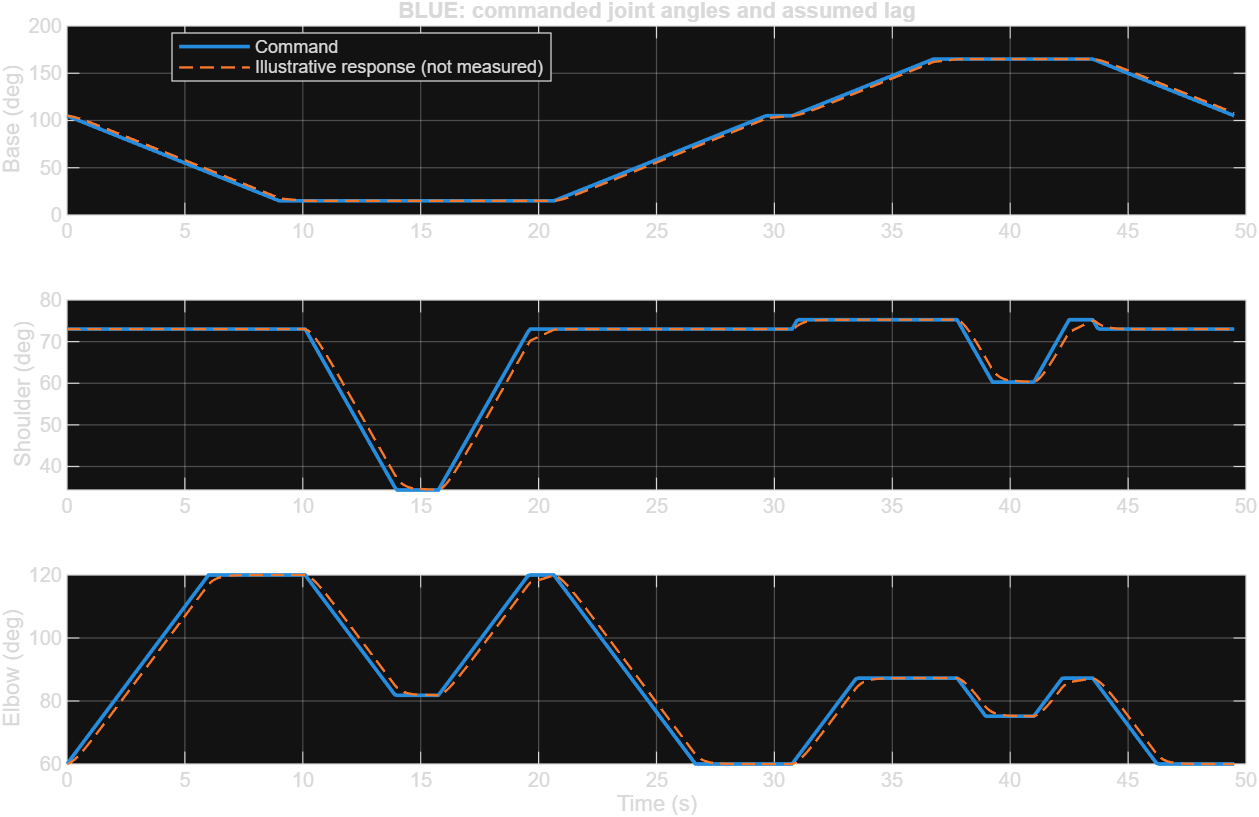 BLUE: commanded joint angles and assumed lag
Command
Illustrative response (not measured)
Base (deg)
200
150
100
50
0
0 5 10 15 20 25 30 35 40 45 50
Shoulder (deg)
80
70
60
50
40
0 5 10 15 20 25 30 35 40 45 50
Elbow (deg)
120
100
80
60
0 5 10 15 20 25 30 35 40 45 50
Time (s)